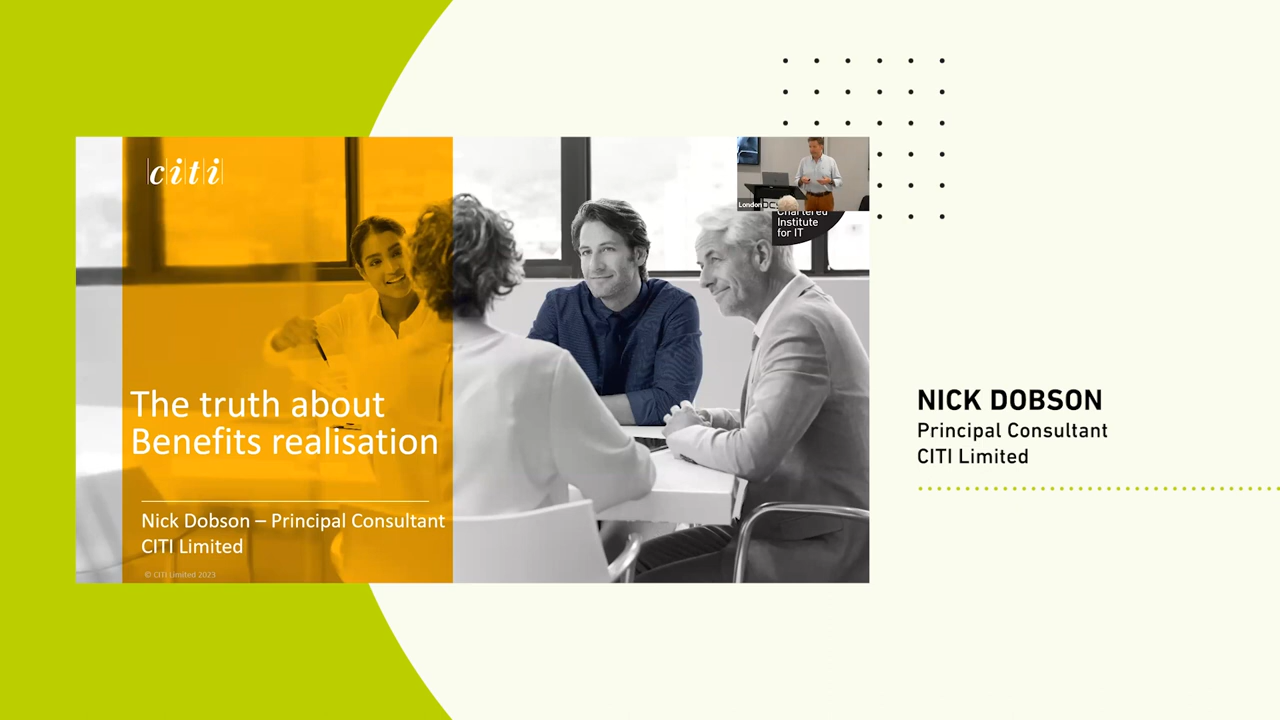 citi
London
Chartered
Institute
for IT
The truth about
Benefits realisation
Nick Dobson – Principal Consultant
CITI Limited
© CITI Limited 2023
NICK DOBSON
Principal Consultant
CITI Limited